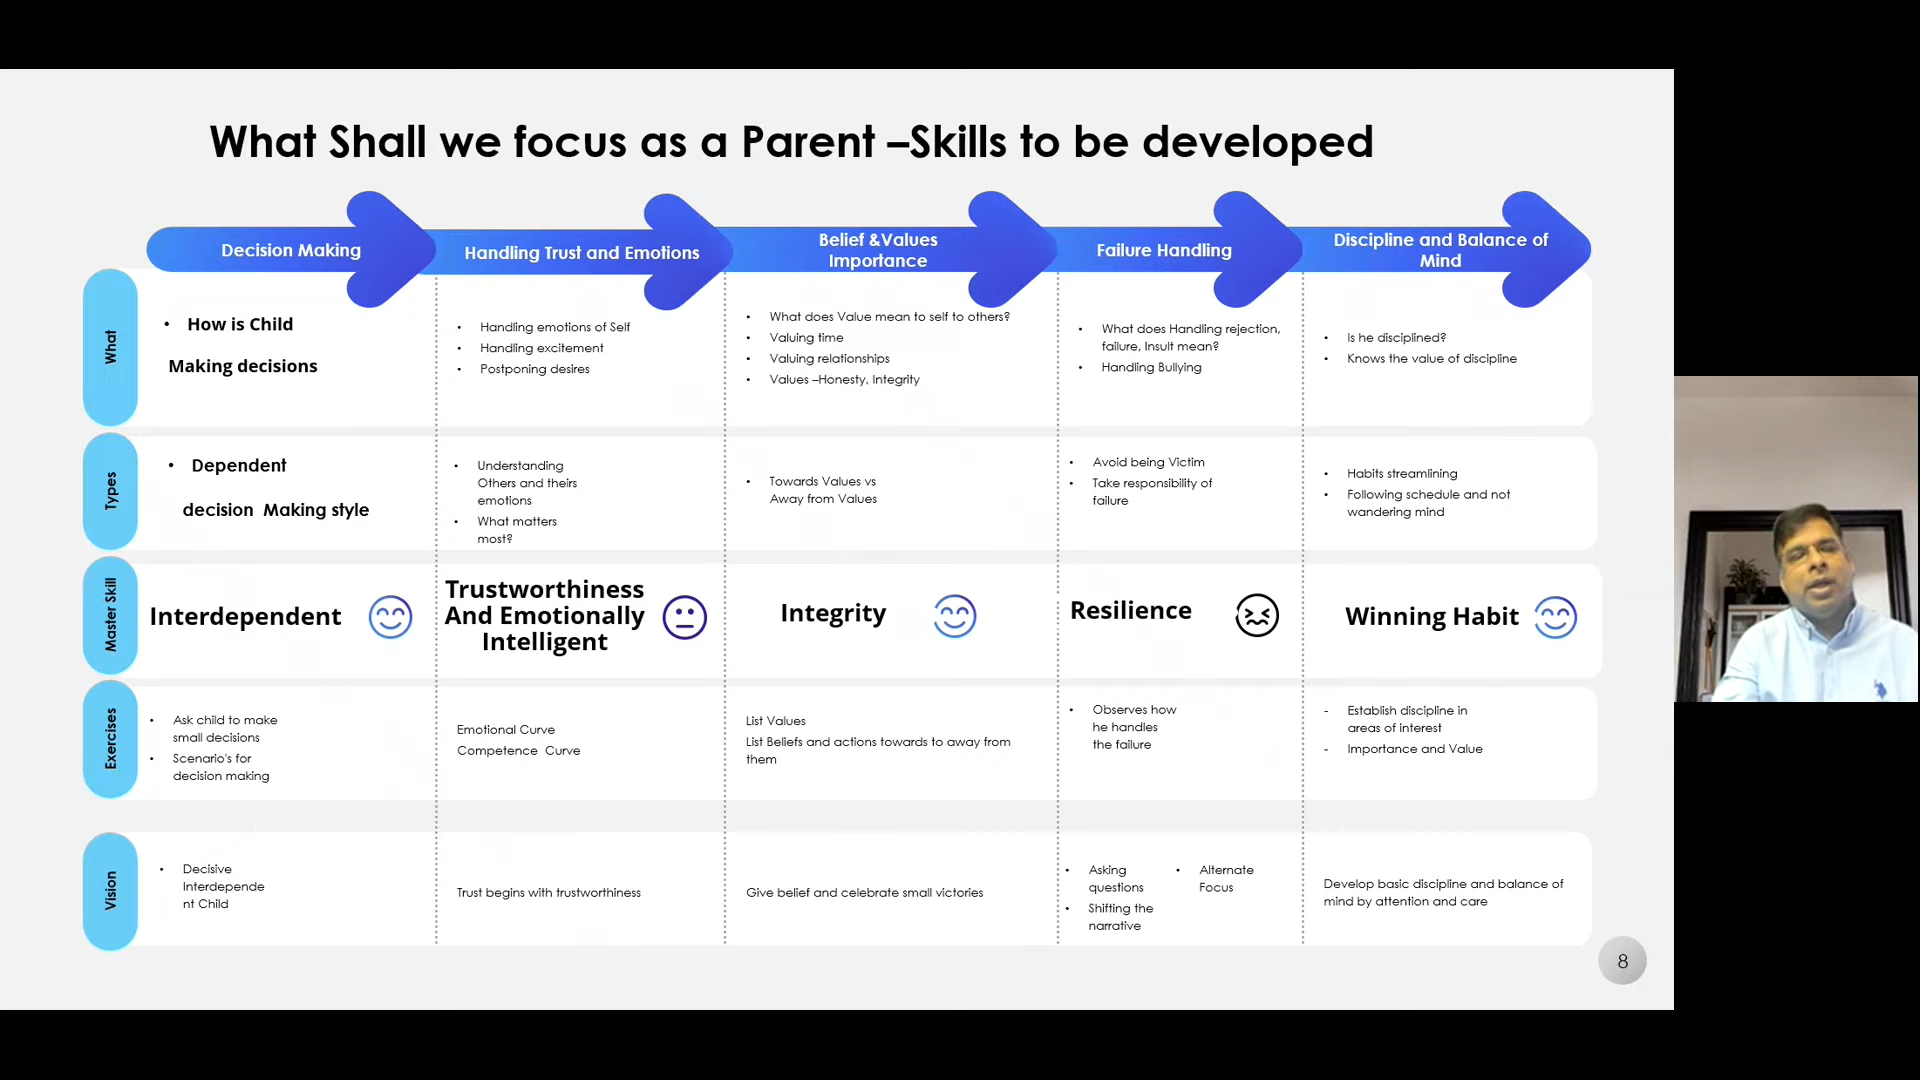 What Shall we focus as a Parent –Skills to be developed
Decision Making
Handling Trust and Emotions
Belief &Values
Importance
Failure Handling
Discipline and Balance of
Mind
What
• How is Child
Making decisions
• Handling emotions of Self
• Handling excitement
• Postponing desires
• What does Value mean to self to others?
• Valuing time
• Valuing relationships
• Values –Honesty, Integrity
• What does Handling rejection,
failure, Insult mean?
• Handling Bullying
• Is he disciplined?
• Knows the value of discipline
Types
• Dependent
decision Making style
• Understanding
Others and theirs
emotions
• What matters
most?
• Towards Values vs
Away from Values
• Avoid being Victim
• Take responsibility of
failure
• Habits streamlining
• Following schedule and not
wandering mind
Master Skill
Interdependent
Trustworthiness
And Emotionally
Intelligent
Integrity
Resilience
Winning Habit
Exercises
• Ask child to make
small decisions
• Scenario's for
decision making
Emotional Curve
Competence Curve
List Values
List Beliefs and actions towards to away from
them
• Observes how
he handles
the failure
- Establish discipline in
areas of interest
- Importance and Value
Vision
• Decisive
Interdepende
nt Child
Trust begins with trustworthiness
Give belief and celebrate small victories
• Asking
questions
• Shifting the
narrative
• Alternate
Focus
Develop basic discipline and balance of
mind by attention and care
8